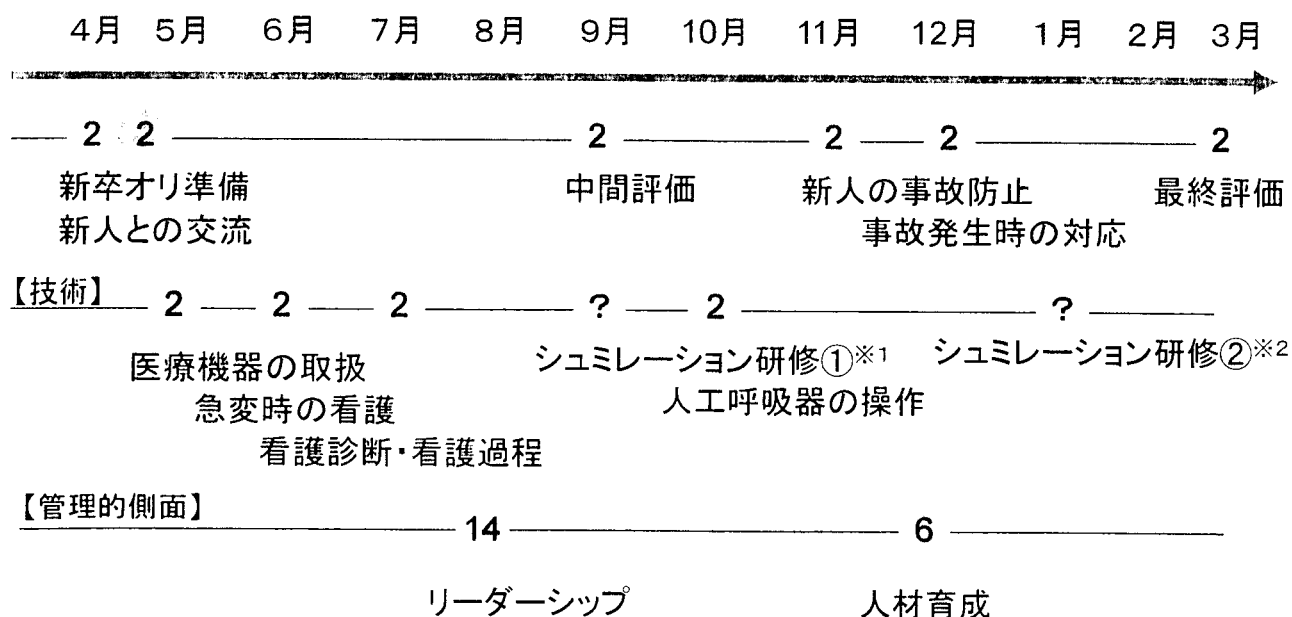 4月 5月 6月 7月 8月 9月 10月 11月 12月 1月 2月 3月
2 2 2 2 2 2
新卒オリ準備 中間評価 新人の事故防止 最終評価
新人との交流 事故発生時の対応
【技術】 2 2 2 ? 2 ?
医療機器の取扱 シュミレーション研修①※1 シュミレーション研修②※2
急変時の看護 人工呼吸器の操作
看護診断・看護過程
【管理的側面】
14 6
リーダーシップ 人材育成